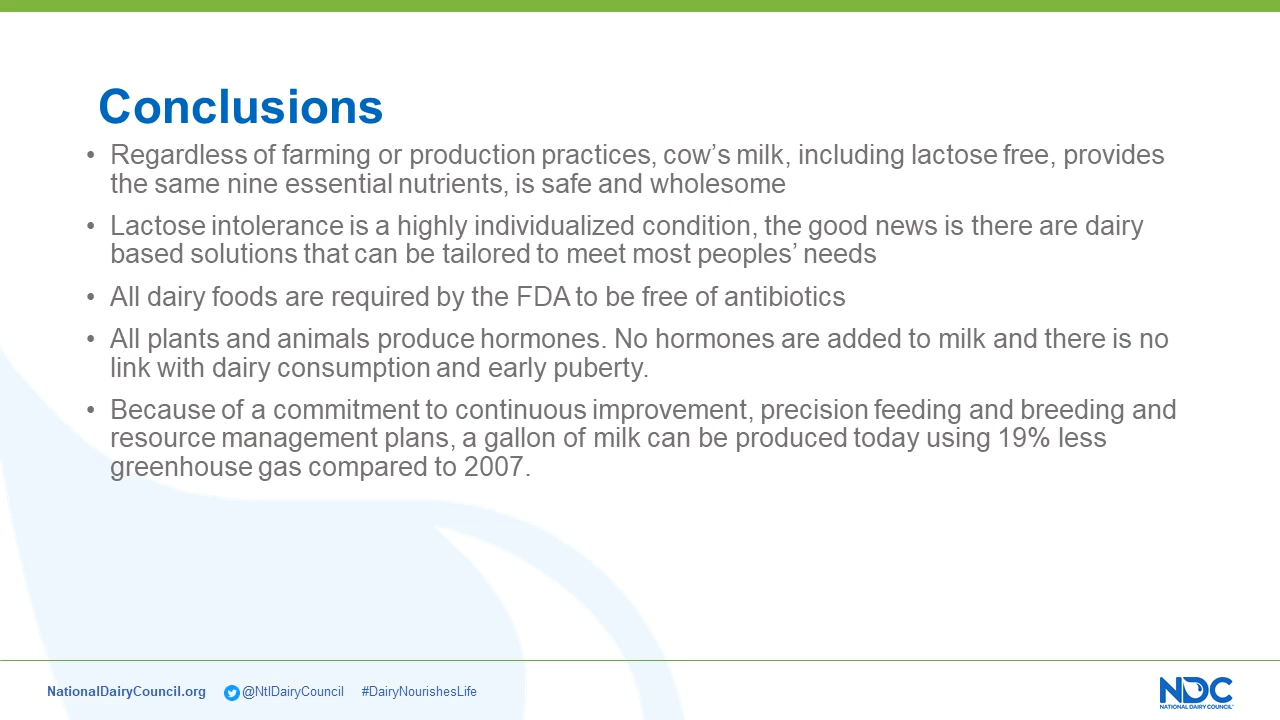 Conclusions
• Regardless of farming or production practices, cow’s milk, including lactose free, provides
the same nine essential nutrients, is safe and wholesome
• Lactose intolerance is a highly individualized condition, the good news is there are dairy
based solutions that can be tailored to meet most peoples’ needs
• All dairy foods are required by the FDA to be free of antibiotics
• All plants and animals produce hormones. No hormones are added to milk and there is no
link with dairy consumption and early puberty.
• Because of a commitment to continuous improvement, precision feeding and breeding and
resource management plans, a gallon of milk can be produced today using 19% less
greenhouse gas compared to 2007.
NationalDairyCouncil.org @NtlDairyCouncil #DairyNourishesLife
NDC
NATIONAL DAIRY COUNCIL